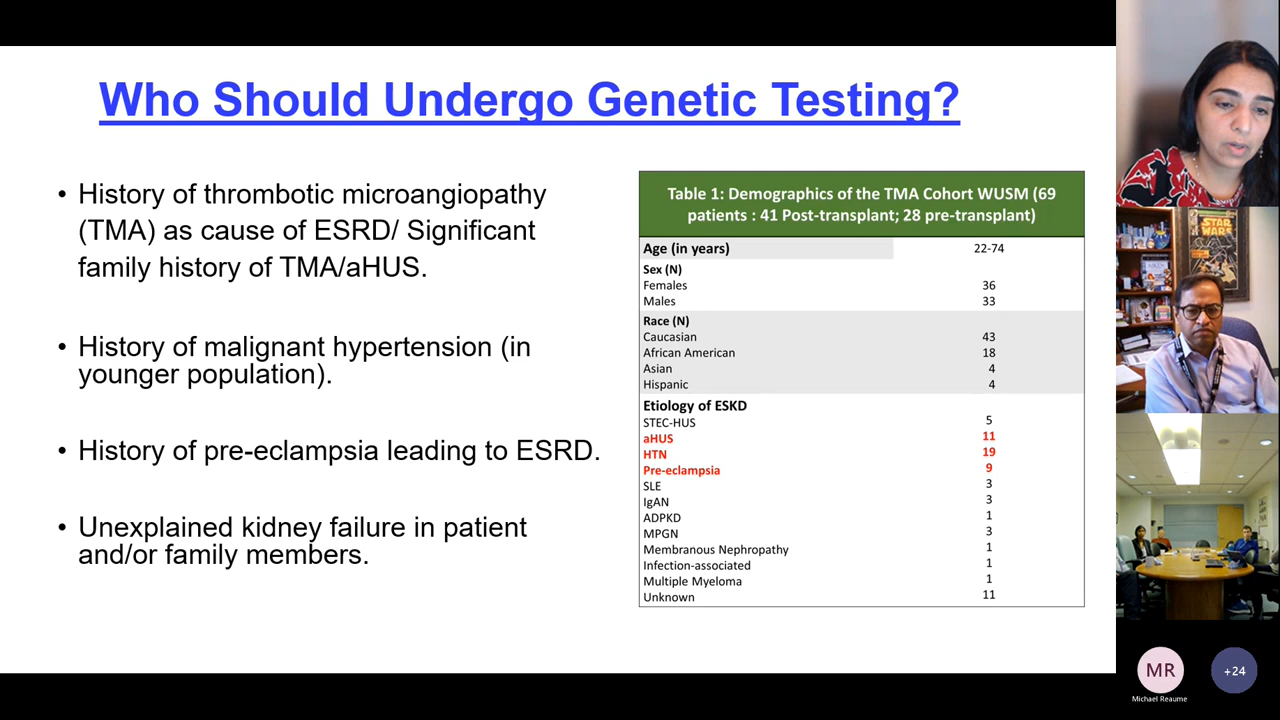 Who Should Undergo Genetic Testing?
• History of thrombotic microangiopathy
(TMA) as cause of ESRD/ Significant
family history of TMA/aHUS.
• History of malignant hypertension (in
younger population).
• History of pre-eclampsia leading to ESRD.
• Unexplained kidney failure in patient
and/or family members.
Table 1: Demographics of the TMA Cohort WUSM (69
patients : 41 Post-transplant; 28 pre-transplant)
Age (in years) 22-74
Sex (N)
Females 36
Males 33
Race (N)
Caucasian 43
African American 18
Asian 4
Hispanic 4
Etiology of ESKD
STEC-HUS 5
aHUS 11
HTN 19
Pre-eclampsia 9
SLE 3
IgAN 3
ADPKD 1
MPGN 3
Membranous Nephropathy 1
Infection-associated 1
Multiple Myeloma 1
Unknown 11
STAR
WARS
MR
Michael Reaume
+24